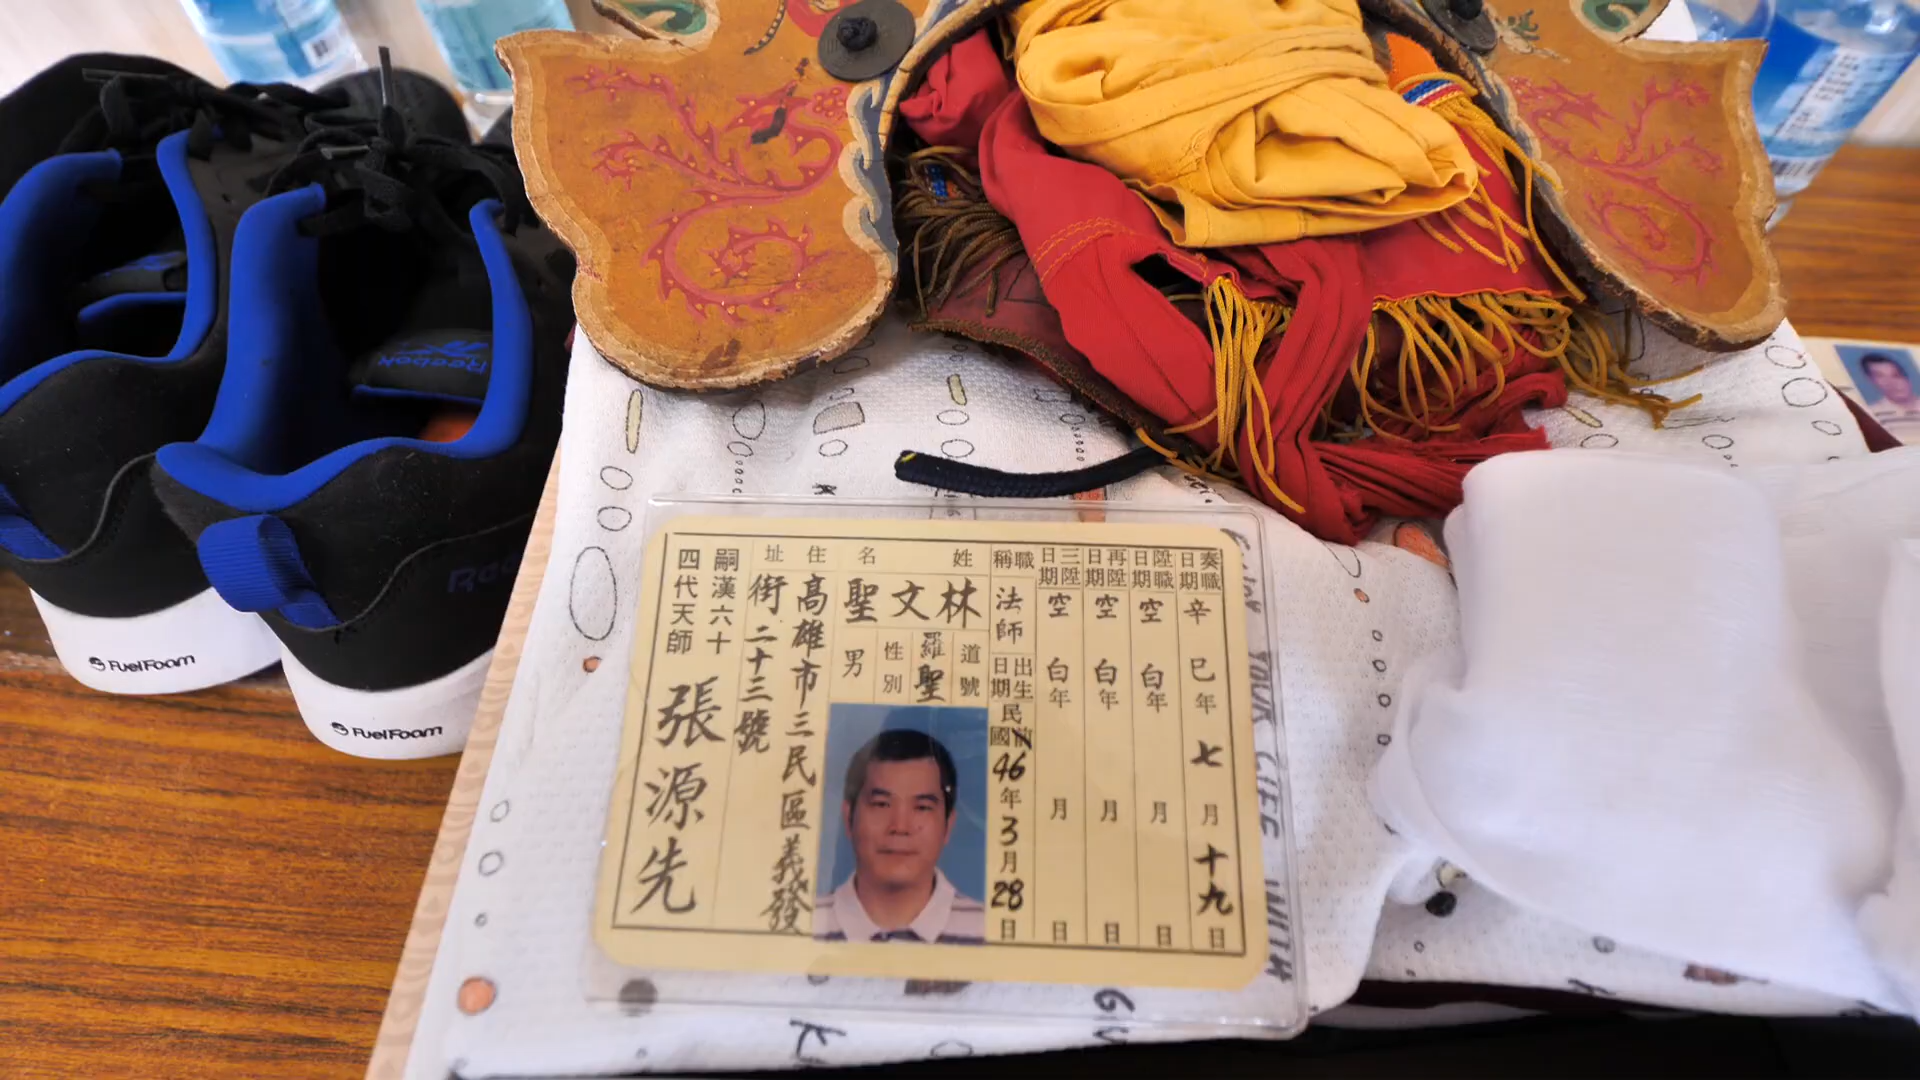 奏職日期 辛巳年七月十九日
陞職日期 空白年 月 日
再陞日期 空白年 月 日
三陞日期 空白年 月 日
職稱 法師
出生日期 民國前46年3月28日
姓名 林文聖
道號 羅聖
性別 男
住址 高雄市三民區義發
街二十三號
嗣漢六十
四代天師
張源先
Reebok
FuelFoam
FuelFoam
YOUR LIFE WITH